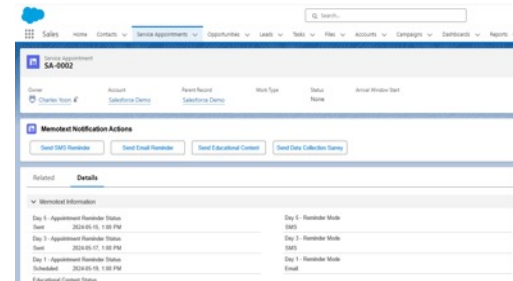 Search...
Sales Home Contacts Service Appointments Opportunities Leads Tasks Files Accounts Campaigns Dashboards Reports
Service Appointment
SA-0002
Owner Account Parent Record Work Type Status Arrival Window Start
Charles Yoon Salesforce Demo Salesforce Demo None
Memotext Notification Actions
Send SMS Reminder Send Email Reminder Send Educational Content Send Data Collection Survey
Related Details
Memotext Information
Day 5 - Appointment Reminder Status Day 5 - Reminder Mode
Sent 2024-05-15, 1:00 PM SMS
Day 3 - Appointment Reminder Status Day 3 - Reminder Mode
Sent 2024-05-17, 1:00 PM SMS
Day 1 - Appointment Reminder Status Day 1 - Reminder Mode
Scheduled 2024-05-19, 1:00 PM Email
Educational Content Status